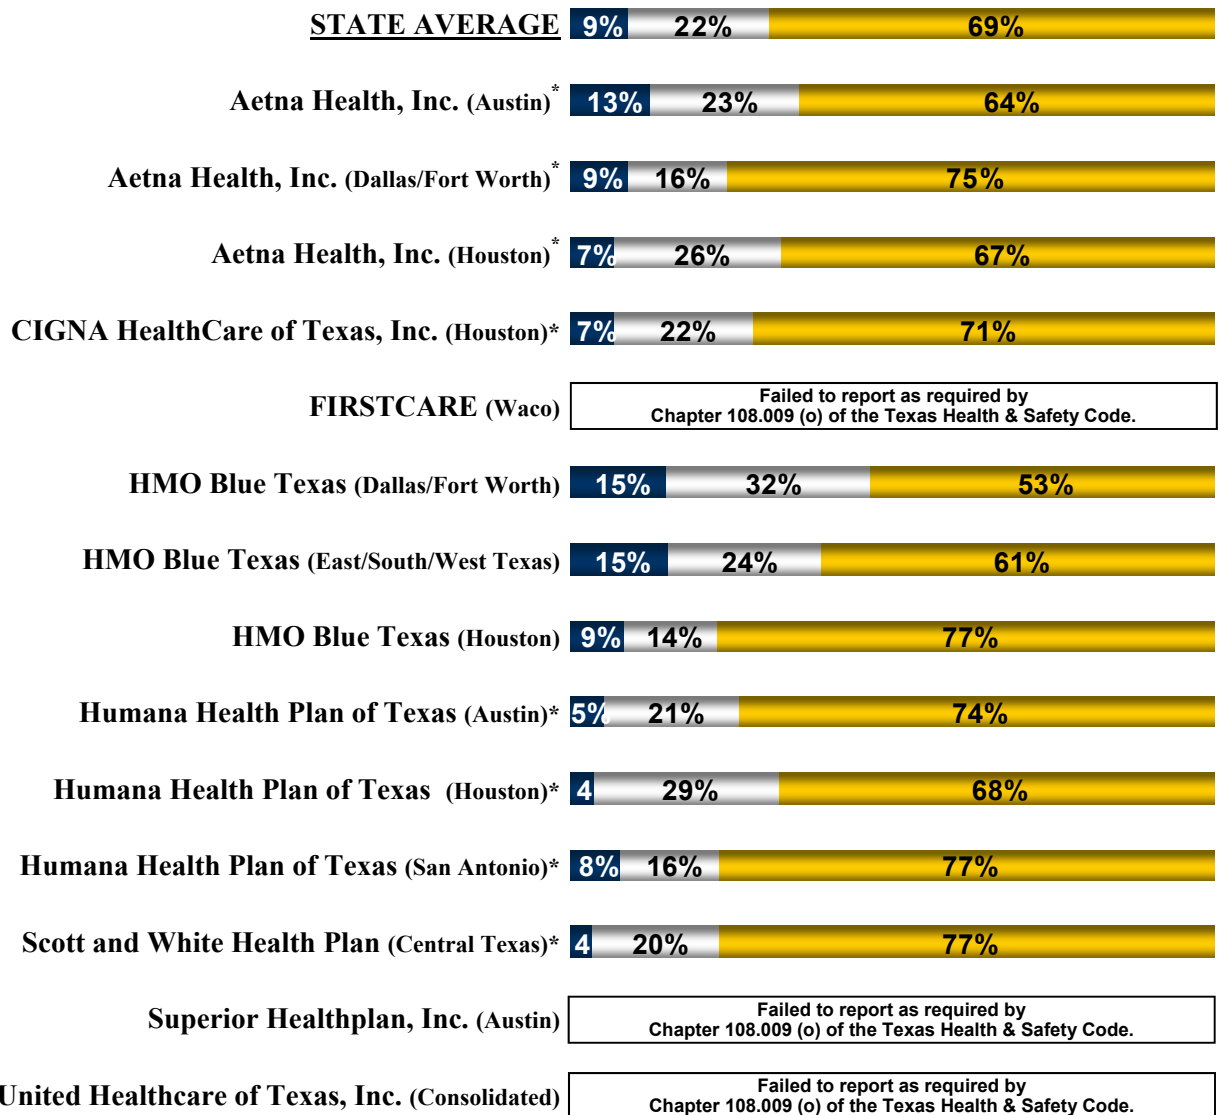 STATE AVERAGE 9% 22% 69%
Aetna Health, Inc. (Austin)* 13% 23% 64%
Aetna Health, Inc. (Dallas/Fort Worth)* 9% 16% 75%
Aetna Health, Inc. (Houston)* 7% 26% 67%
CIGNA HealthCare of Texas, Inc. (Houston)* 7% 22% 71%
FIRSTCARE (Waco)
Failed to report as required by
Chapter 108.009 (o) of the Texas Health & Safety Code.
HMO Blue Texas (Dallas/Fort Worth) 15% 32% 53%
HMO Blue Texas (East/South/West Texas) 15% 24% 61%
HMO Blue Texas (Houston) 9% 14% 77%
Humana Health Plan of Texas (Austin)* 5% 21% 74%
Humana Health Plan of Texas (Houston)* 4 29% 68%
Humana Health Plan of Texas (San Antonio)* 8% 16% 77%
Scott and White Health Plan (Central Texas)* 4 20% 77%
Superior Healthplan, Inc. (Austin)
Failed to report as required by
Chapter 108.009 (o) of the Texas Health & Safety Code.
United Healthcare of Texas, Inc. (Consolidated)
Failed to report as required by
Chapter 108.009 (o) of the Texas Health & Safety Code.